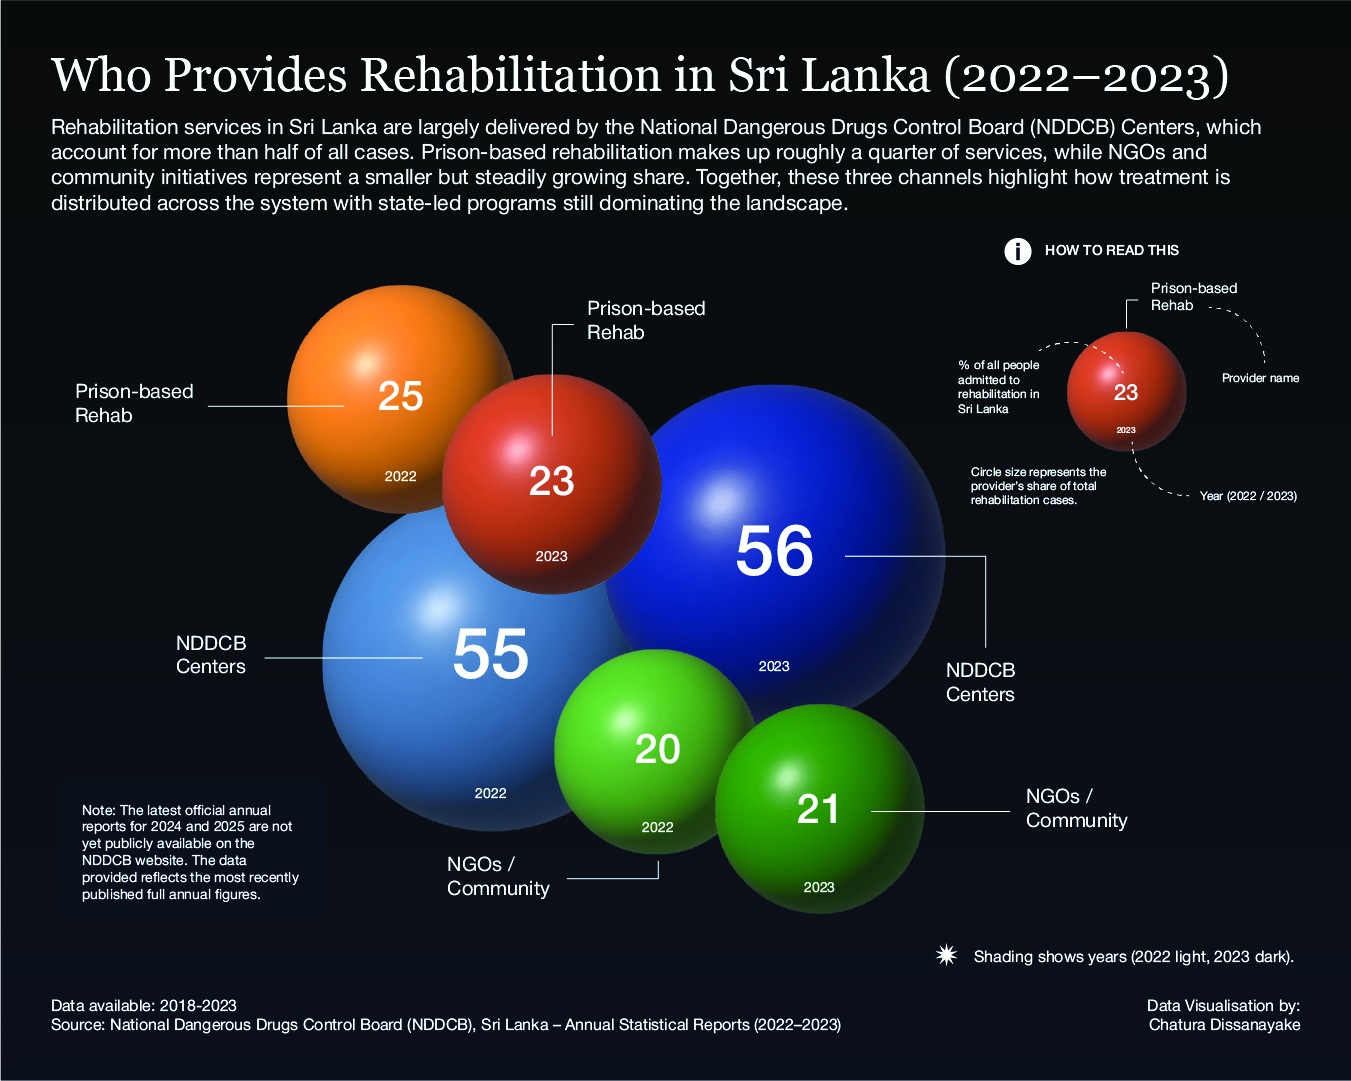 Who Provides Rehabilitation in Sri Lanka (2022–2023)
Rehabilitation services in Sri Lanka are largely delivered by the National Dangerous Drugs Control Board (NDDCB) Centers, which
account for more than half of all cases. Prison-based rehabilitation makes up roughly a quarter of services, while NGOs and
community initiatives represent a smaller but steadily growing share. Together, these three channels highlight how treatment is
distributed across the system with state-led programs still dominating the landscape.
i HOW TO READ THIS
Prison-based
Rehab
% of all people
admitted to
rehabilitation in
Sri Lanka
23
2023
Provider name
Circle size represents the
provider's share of total
rehabilitation cases.
Year (2022 / 2023)
Prison-based
Rehab
25
2022
Prison-based
Rehab
23
2023
56
2023
NDDCB
Centers
NDDCB
Centers
55
2022
20
2022
NGOs /
Community
21
2023
NGOs /
Community
Note: The latest official annual
reports for 2024 and 2025 are not
yet publicly available on the
NDDCB website. The data
provided reflects the most recently
published full annual figures.
Shading shows years (2022 light, 2023 dark).
Data available: 2018-2023
Source: National Dangerous Drugs Control Board (NDDCB), Sri Lanka – Annual Statistical Reports (2022–2023)
Data Visualisation by:
Chatura Dissanayake